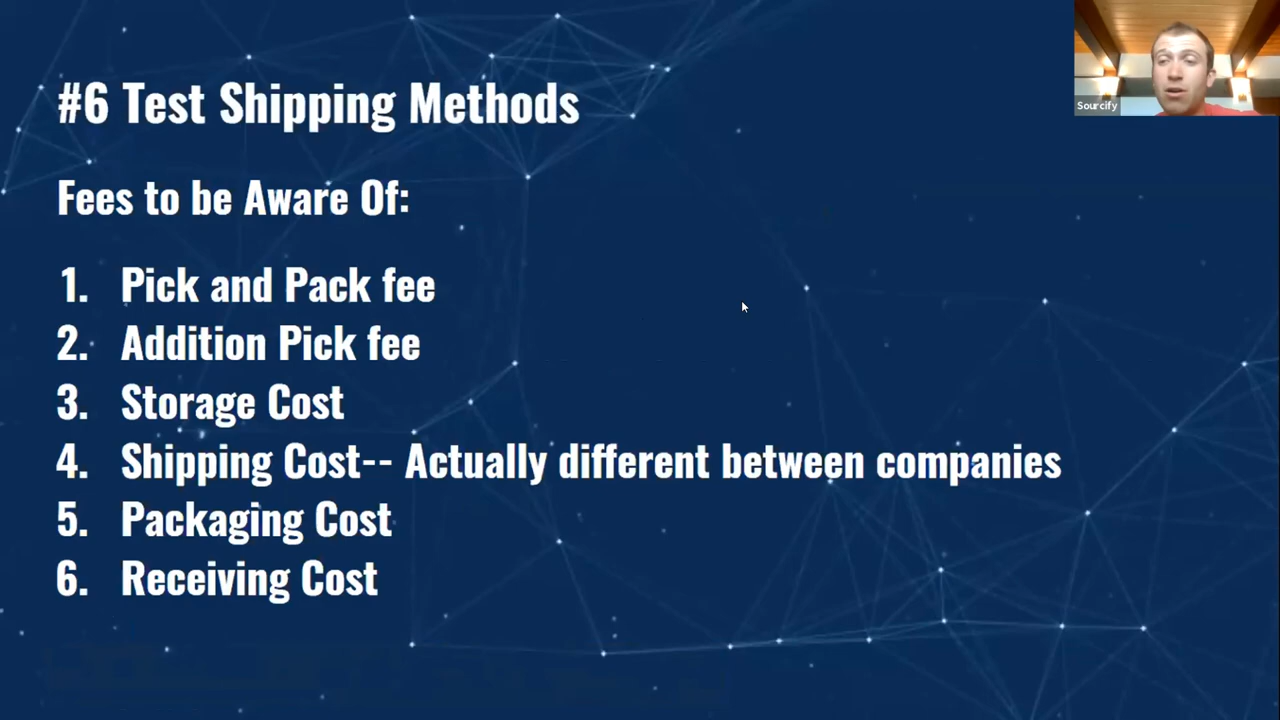 #6 Test Shipping Methods
Sourcify
Fees to be Aware Of:
1. Pick and Pack fee
2. Addition Pick fee
3. Storage Cost
4. Shipping Cost-- Actually different between companies
5. Packaging Cost
6. Receiving Cost